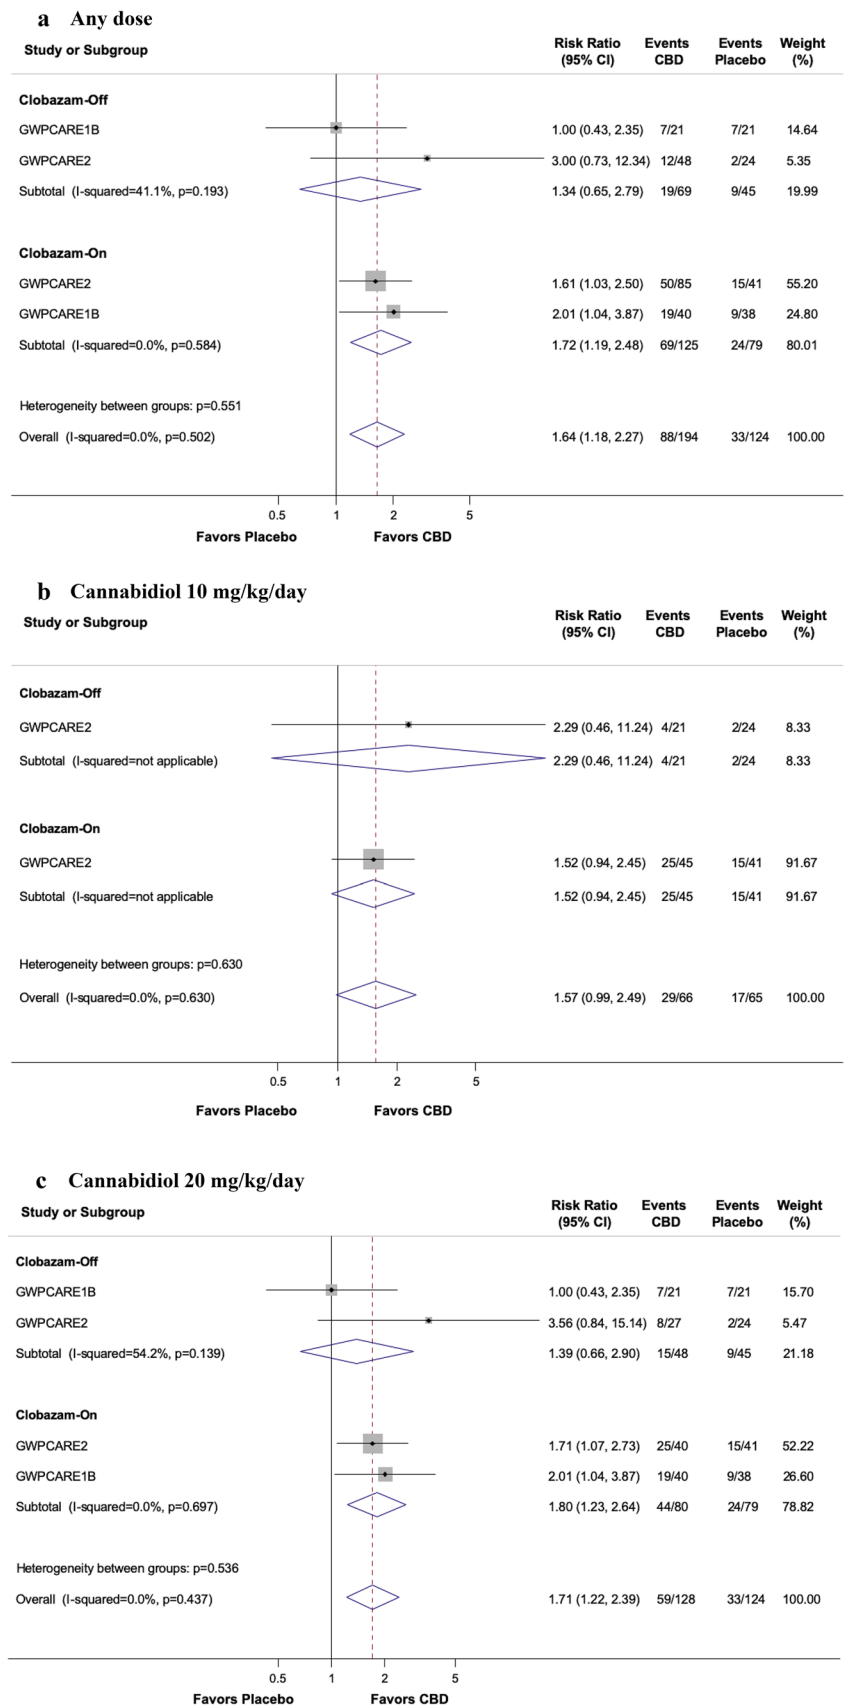 a Any dose
Study or Subgroup
Risk Ratio (95% CI) Events CBD Events Placebo Weight (%)
Clobazam-Off
GWPCARE1B 1.00 (0.43, 2.35) 7/21 7/21 14.64
GWPCARE2 3.00 (0.73, 12.34) 12/48 2/24 5.35
Subtotal (I-squared=41.1%, p=0.193) 1.34 (0.65, 2.79) 19/69 9/45 19.99
Clobazam-On
GWPCARE2 1.61 (1.03, 2.50) 50/85 15/41 55.20
GWPCARE1B 2.01 (1.04, 3.87) 19/40 9/38 24.80
Subtotal (I-squared=0.0%, p=0.584) 1.72 (1.19, 2.48) 69/125 24/79 80.01
Heterogeneity between groups: p=0.551
Overall (I-squared=0.0%, p=0.502) 1.64 (1.18, 2.27) 88/194 33/124 100.00
0.5 1 2 5
Favors Placebo Favors CBD
b Cannabidiol 10 mg/kg/day
Study or Subgroup
Risk Ratio (95% CI) Events CBD Events Placebo Weight (%)
Clobazam-Off
GWPCARE2 2.29 (0.46, 11.24) 4/21 2/24 8.33
Subtotal (I-squared=not applicable) 2.29 (0.46, 11.24) 4/21 2/24 8.33
Clobazam-On
GWPCARE2 1.52 (0.94, 2.45) 25/45 15/41 91.67
Subtotal (I-squared=not applicable 1.52 (0.94, 2.45) 25/45 15/41 91.67
Heterogeneity between groups: p=0.630
Overall (I-squared=0.0%, p=0.630) 1.57 (0.99, 2.49) 29/66 17/65 100.00
0.5 1 2 5
Favors Placebo Favors CBD
c Cannabidiol 20 mg/kg/day
Study or Subgroup
Risk Ratio (95% CI) Events CBD Events Placebo Weight (%)
Clobazam-Off
GWPCARE1B 1.00 (0.43, 2.35) 7/21 7/21 15.70
GWPCARE2 3.56 (0.84, 15.14) 8/27 2/24 5.47
Subtotal (I-squared=54.2%, p=0.139) 1.39 (0.66, 2.90) 15/48 9/45 21.18
Clobazam-On
GWPCARE2 1.71 (1.07, 2.73) 25/40 15/41 52.22
GWPCARE1B 2.01 (1.04, 3.87) 19/40 9/38 26.60
Subtotal (I-squared=0.0%, p=0.697) 1.80 (1.23, 2.64) 44/80 24/79 78.82
Heterogeneity between groups: p=0.536
Overall (I-squared=0.0%, p=0.437) 1.71 (1.22, 2.39) 59/128 33/124 100.00
0.5 1 2 5
Favors Placebo Favors CBD